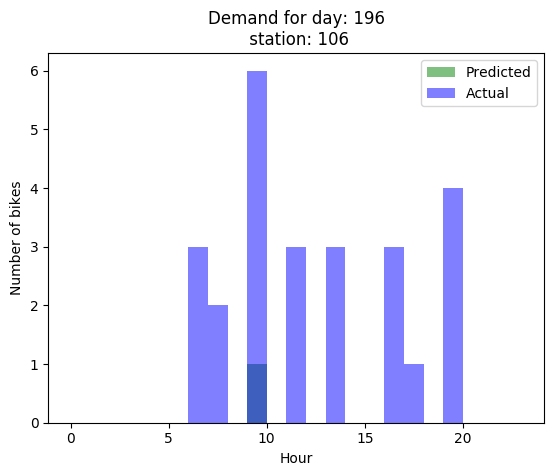 Demand for day: 196
station: 106
Predicted
Actual
Number of bikes
6
5
4
3
2
1
0
0
5
10
15
20
Hour